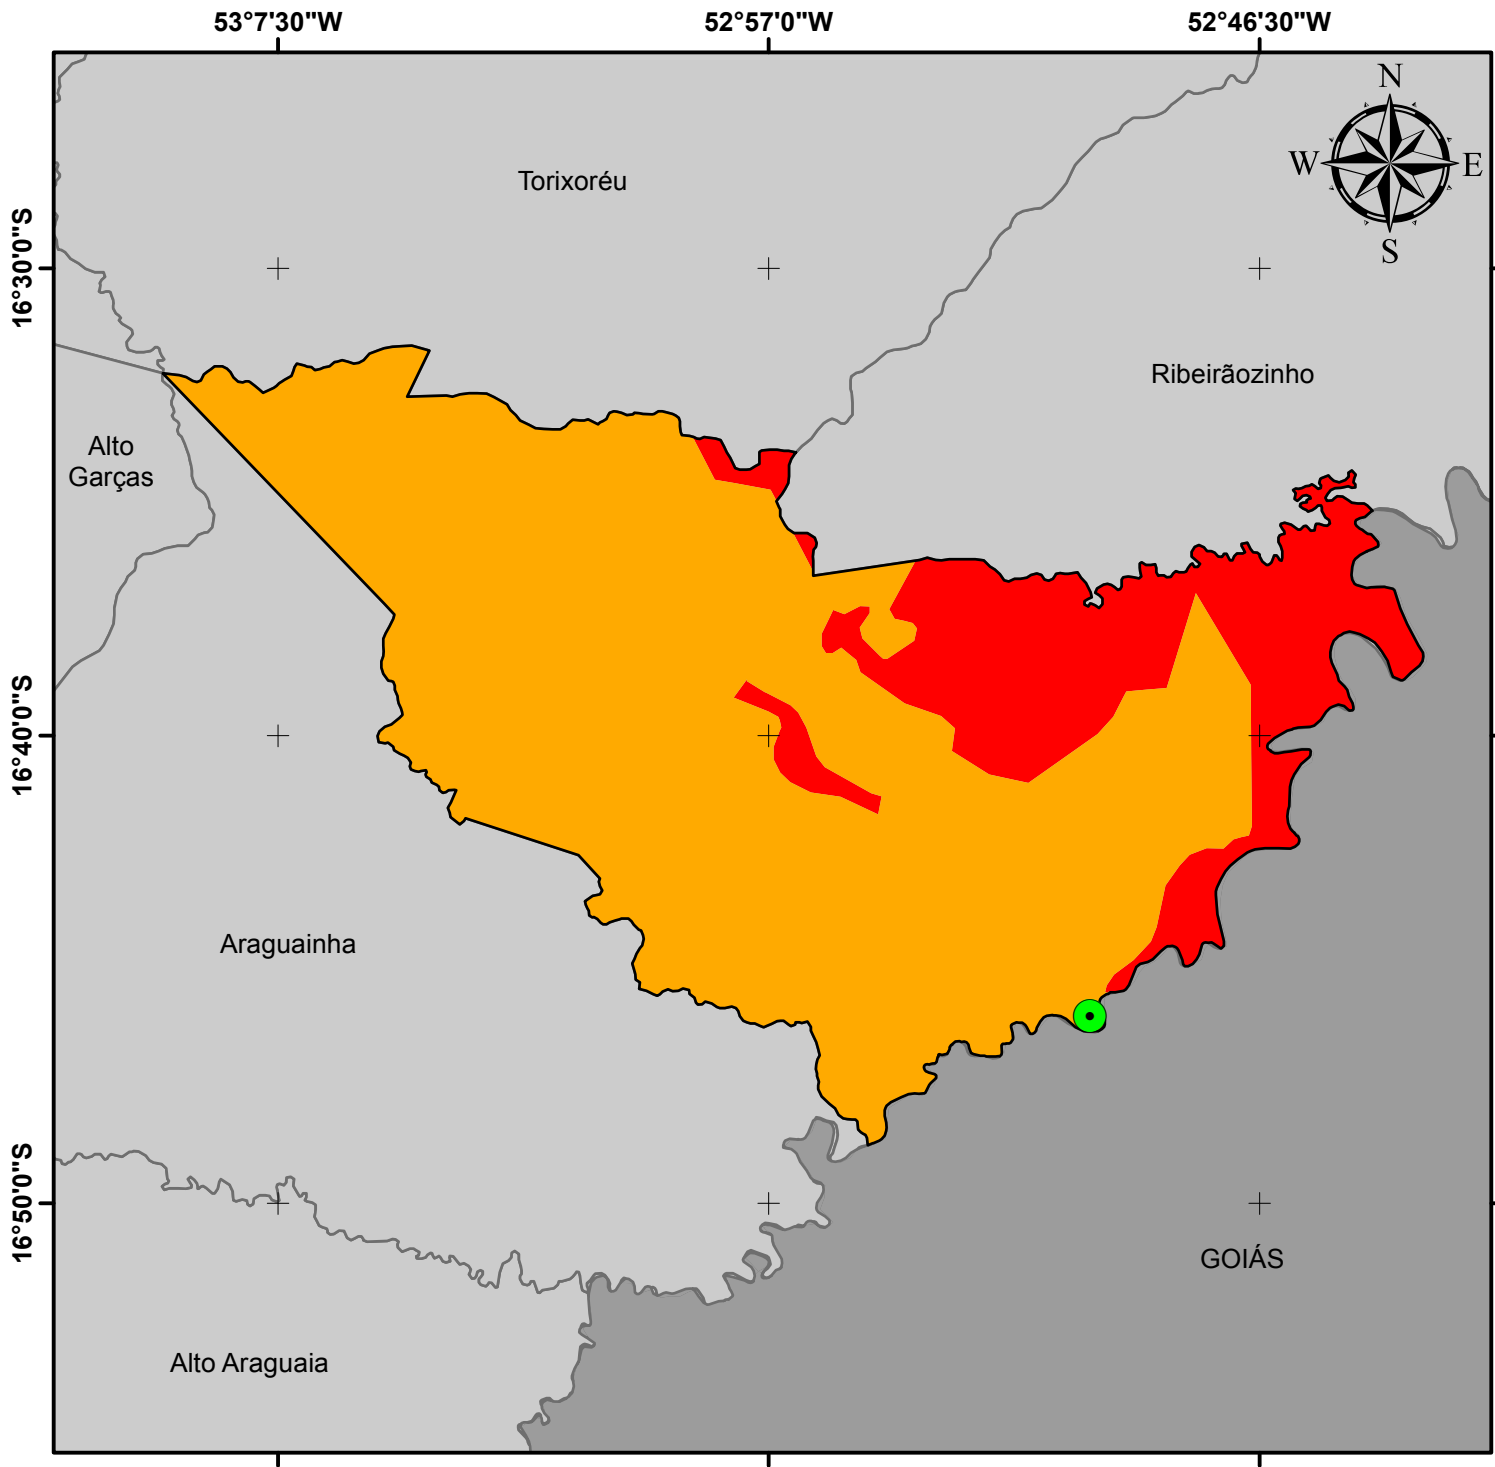 53°7'30"W
52°57'0"W
52°46'30"W
N
W
E
S
Torixoréu
16°30'0"S
Ribeirãozinho
Alto
Garças
16°40'0"S
Araguainha
16°50'0"S
GOIÁS
Alto Araguaia